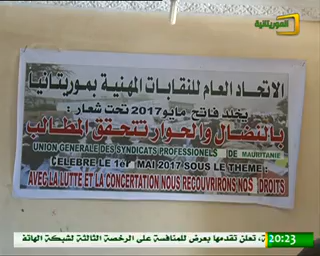 الموريتانية
الاتحاد العام للنقابات المهنية بموريتانيا
يخلد فاتح مايو 2017 تحت شعار :
بالنضال والحوار تتحقق المطالب
UNION GENERALE DES SYNDICATS PROFESSIONELS DE MAURITANIE
CELEBRE LE 1er MAI 2017 SOUS LE THEME :
AVEC LA LUTTE ET LA CONCERTATION NOUS RECOUVRIRONS NOS DROITS
20:23 ة، تعلن تقدمها بعرض للمنافسة على الرخصة الثالثة لشبكة الهاتف